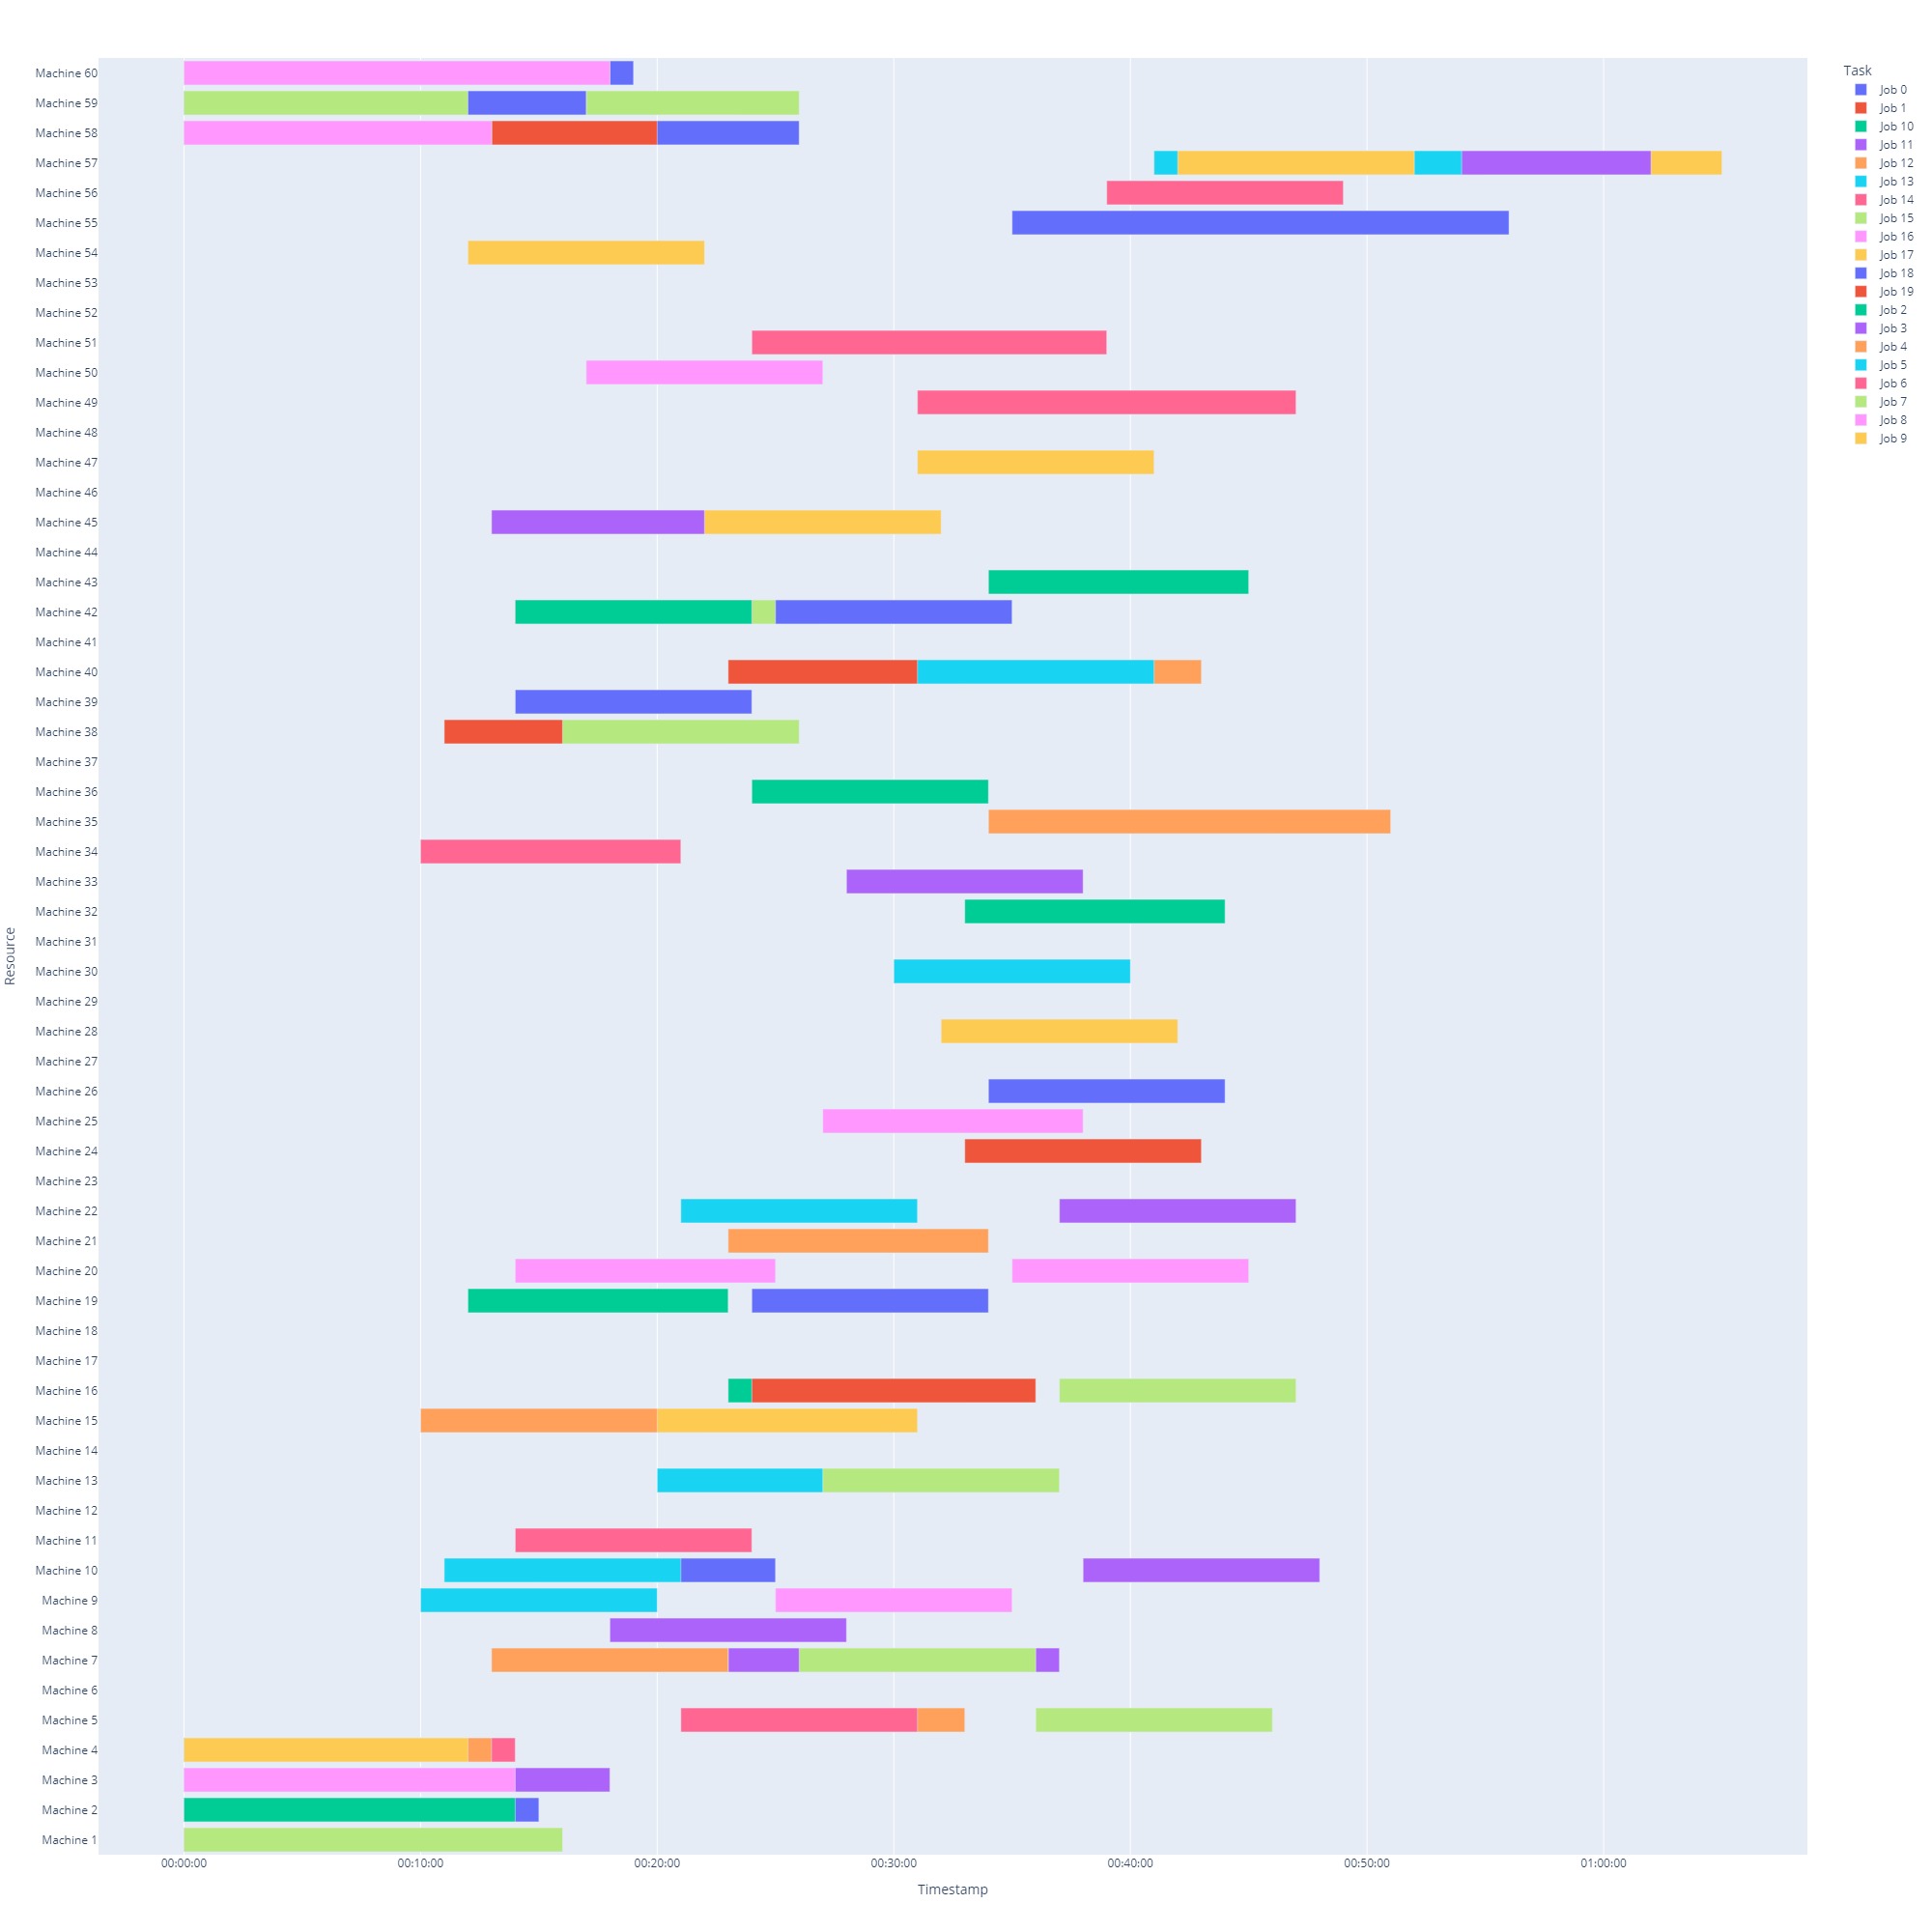 Machine 60
Machine 59
Machine 58
Machine 57
Machine 56
Machine 55
Machine 54
Machine 53
Machine 52
Machine 51
Machine 50
Machine 49
Machine 48
Machine 47
Machine 46
Machine 45
Machine 44
Machine 43
Machine 42
Machine 41
Machine 40
Machine 39
Machine 38
Machine 37
Machine 36
Machine 35
Machine 34
Machine 33
Machine 32
Machine 31
Machine 30
Machine 29
Machine 28
Machine 27
Machine 26
Machine 25
Machine 24
Machine 23
Machine 22
Machine 21
Machine 20
Machine 19
Machine 18
Machine 17
Machine 16
Machine 15
Machine 14
Machine 13
Machine 12
Machine 11
Machine 10
Machine 9
Machine 8
Machine 7
Machine 6
Machine 5
Machine 4
Machine 3
Machine 2
Machine 1
Resource
00:00:00 00:10:00 00:20:00 00:30:00 00:40:00 00:50:00 01:00:00
Timestamp
Task
Job 0
Job 1
Job 10
Job 11
Job 12
Job 13
Job 14
Job 15
Job 16
Job 17
Job 18
Job 19
Job 2
Job 3
Job 4
Job 5
Job 6
Job 7
Job 8
Job 9